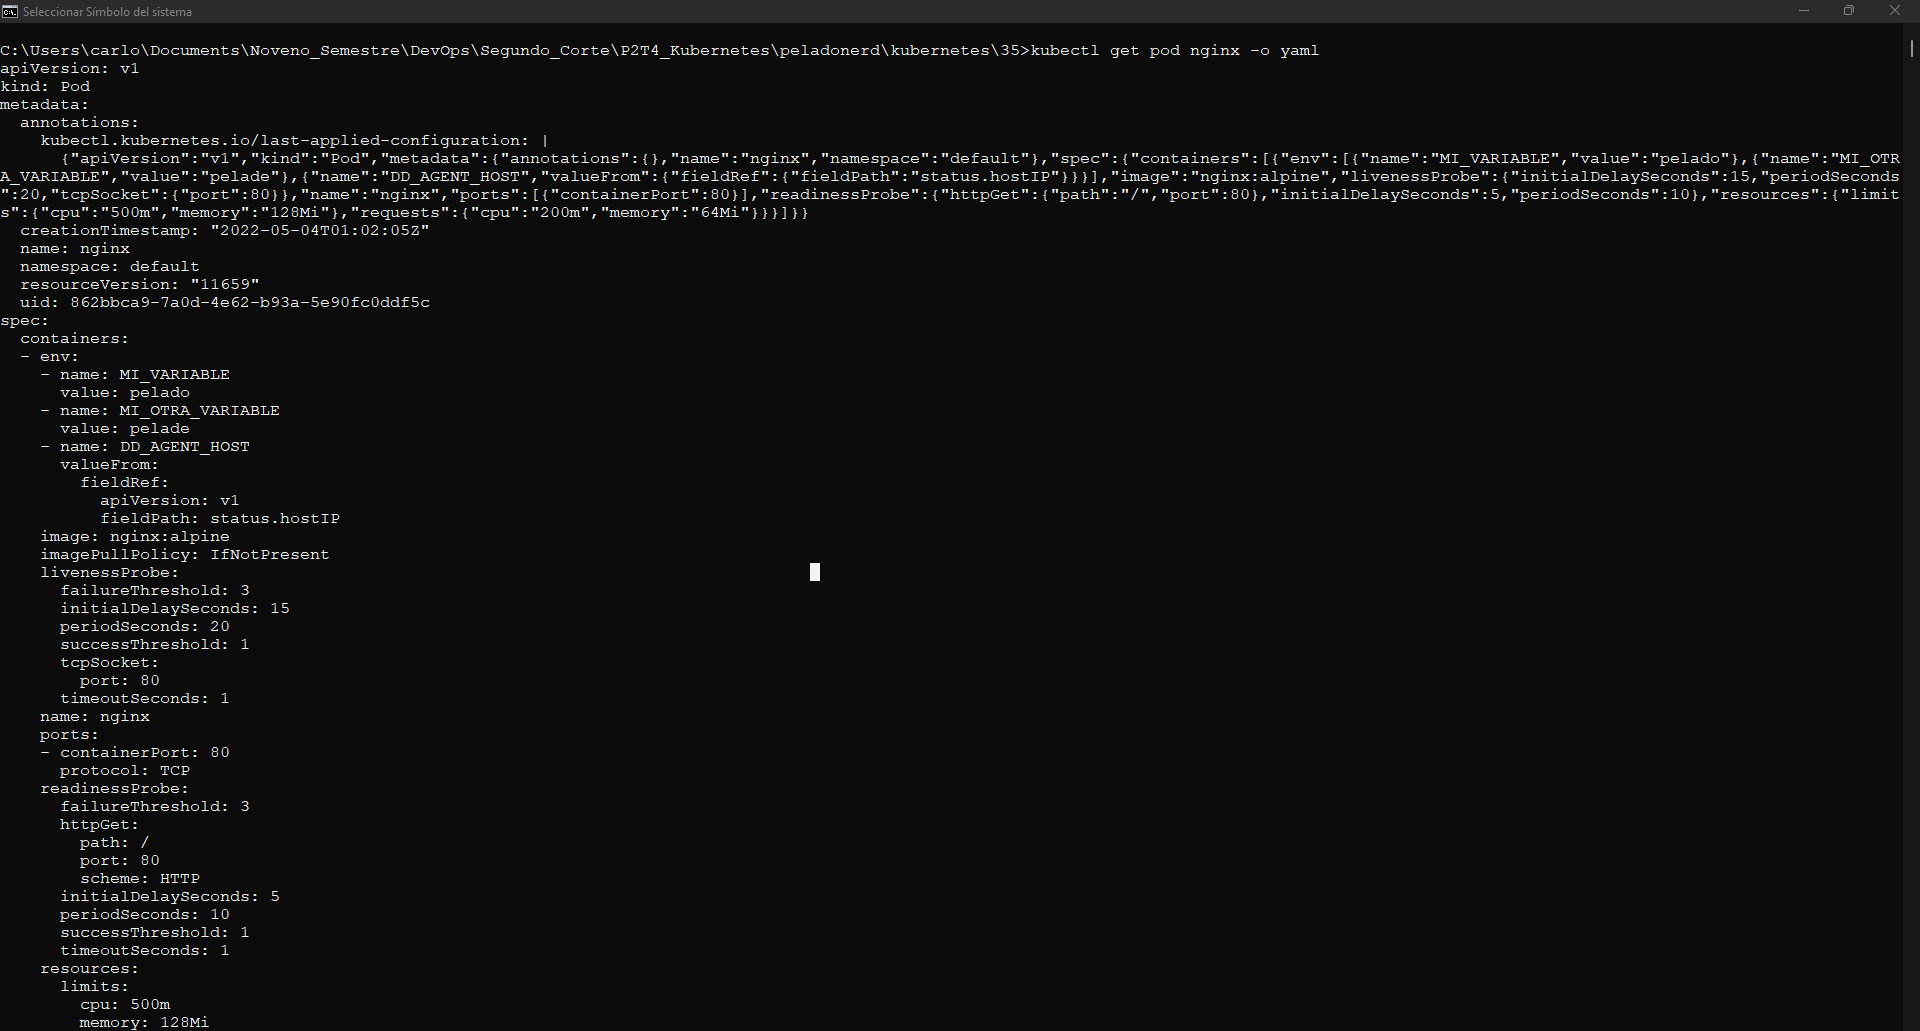 Seleccionar Símbolo del sistema
C:\Users\carlo\Documents\Noveno_Semestre\DevOps\Segundo_Corte\P2T4_Kubernetes\peladonerd\kubernetes\35>kubectl get pod nginx -o yaml
apiVersion: v1
kind: Pod
metadata:
  annotations:
    kubectl.kubernetes.io/last-applied-configuration: |
      {"apiVersion":"v1","kind":"Pod","metadata":{"annotations":{},"name":"nginx","namespace":"default"},"spec":{"containers":[{"env":[{"name":"MI_VARIABLE","value":"pelado"},{"name":"MI_OTR
A_VARIABLE","value":"pelade"},{"name":"DD_AGENT_HOST","valueFrom":{"fieldRef":{"fieldPath":"status.hostIP"}}}],"image":"nginx:alpine","livenessProbe":{"initialDelaySeconds":15,"periodSeconds
":20,"tcpSocket":{"port":80}},"name":"nginx","ports":[{"containerPort":80}],"readinessProbe":{"httpGet":{"path":"/","port":80},"initialDelaySeconds":5,"periodSeconds":10},"resources":{"limit
s":{"cpu":"500m","memory":"128Mi"},"requests":{"cpu":"200m","memory":"64Mi"}}}]}}
  creationTimestamp: "2022-05-04T01:02:05Z"
  name: nginx
  namespace: default
  resourceVersion: "11659"
  uid: 862bbca9-7a0d-4e62-b93a-5e90fc0ddf5c
spec:
  containers:
  - env:
    - name: MI_VARIABLE
      value: pelado
    - name: MI_OTRA_VARIABLE
      value: pelade
    - name: DD_AGENT_HOST
      valueFrom:
        fieldRef:
          apiVersion: v1
          fieldPath: status.hostIP
    image: nginx:alpine
    imagePullPolicy: IfNotPresent
    livenessProbe:
      failureThreshold: 3
      initialDelaySeconds: 15
      periodSeconds: 20
      successThreshold: 1
      tcpSocket:
        port: 80
      timeoutSeconds: 1
    name: nginx
    ports:
    - containerPort: 80
      protocol: TCP
    readinessProbe:
      failureThreshold: 3
      httpGet:
        path: /
        port: 80
        scheme: HTTP
      initialDelaySeconds: 5
      periodSeconds: 10
      successThreshold: 1
      timeoutSeconds: 1
    resources:
      limits:
        cpu: 500m
        memory: 128Mi